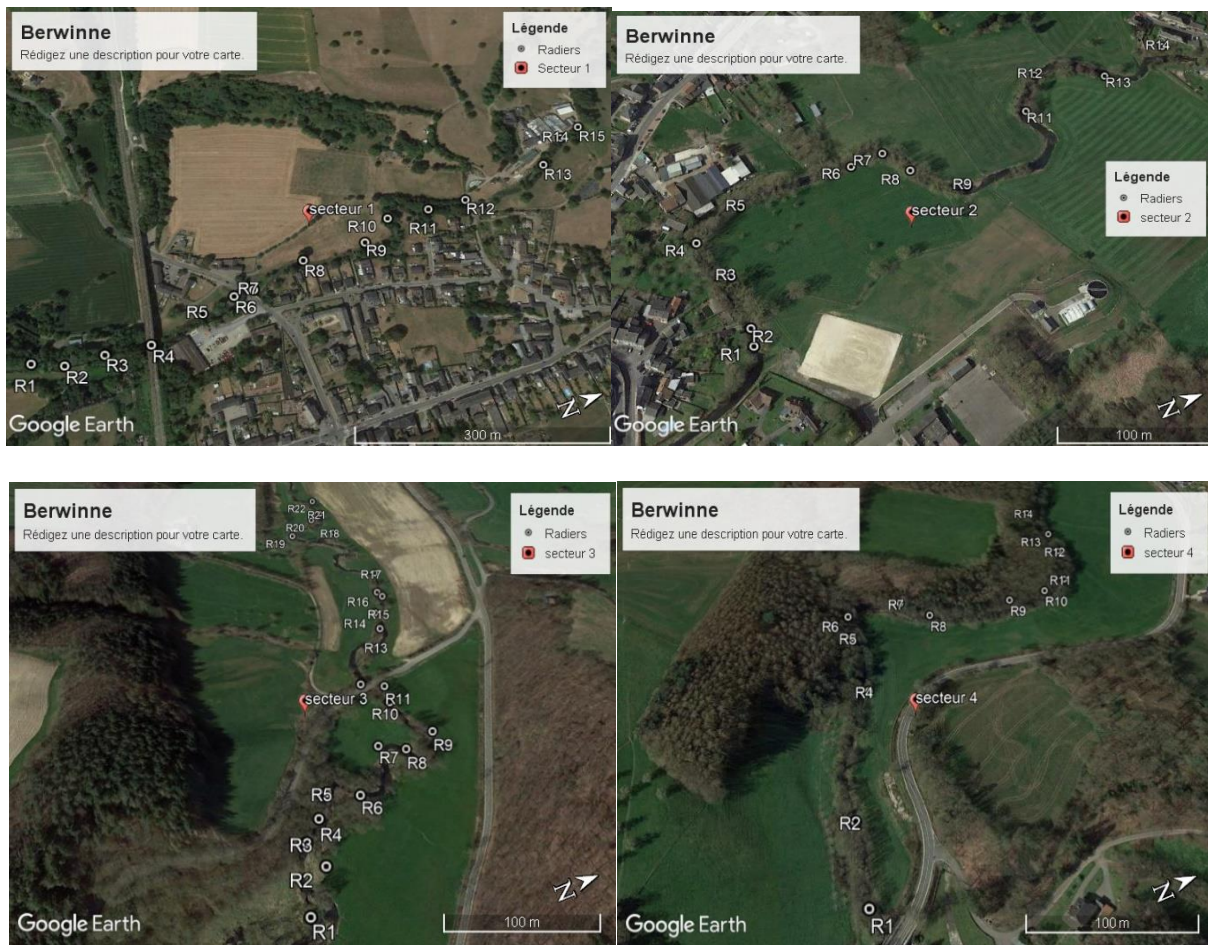 Berwinne
Rédigez une description pour votre carte.
Légende
Radiers
Secteur 1
R14
R15
R13
secteur 1
R12
R10
R11
R9
R8
R7
R5
R6
R4
R3
R1
R2
Google Earth
300 m
N
Berwinne
Rédigez une description pour votre carte.
R14
R12
R13
R11
Légende
Radiers
secteur 2
R7
R6
R8
R9
R5
secteur 2
R4
R3
R2
R1
Google Earth
100 m
N
Berwinne
Rédigez une description pour votre carte.
Légende
Radiers
secteur 3
R22
R21
R20
R18
R19
R17
R16
R15
R14
R13
secteur 3
R11
R10
R9
R7
R8
R5
R6
R4
R3
R2
R1
Google Earth
100 m
N
Berwinne
Rédigez une description pour votre carte.
Légende
Radiers
secteur 4
R14
R13
R12
R11
R10
R7
R9
R6
R8
R5
R4
secteur 4
R2
R1
Google Earth
100 m
N